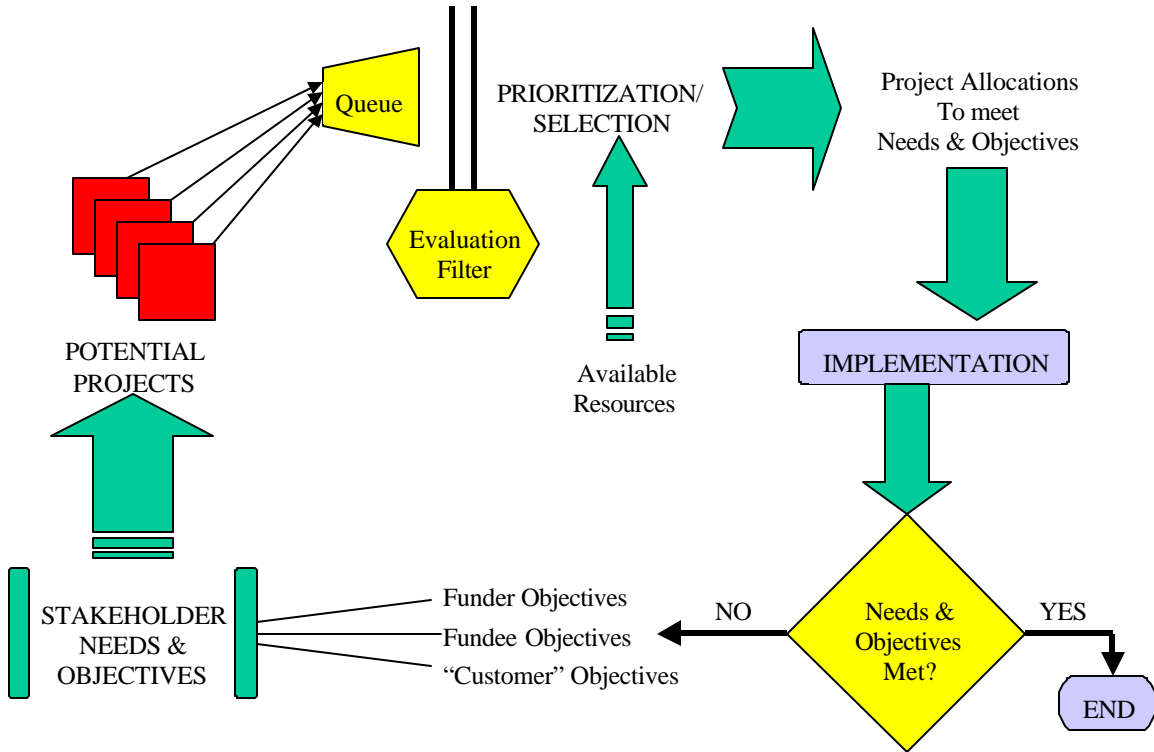 Queue
PRIORITIZATION/
SELECTION
Project Allocations
To meet
Needs & Objectives
Evaluation
Filter
POTENTIAL
PROJECTS
Available
Resources
IMPLEMENTATION
STAKEHOLDER
NEEDS &
OBJECTIVES
Funder Objectives
Fundee Objectives
“Customer” Objectives
NO
Needs &
Objectives
Met?
YES
END